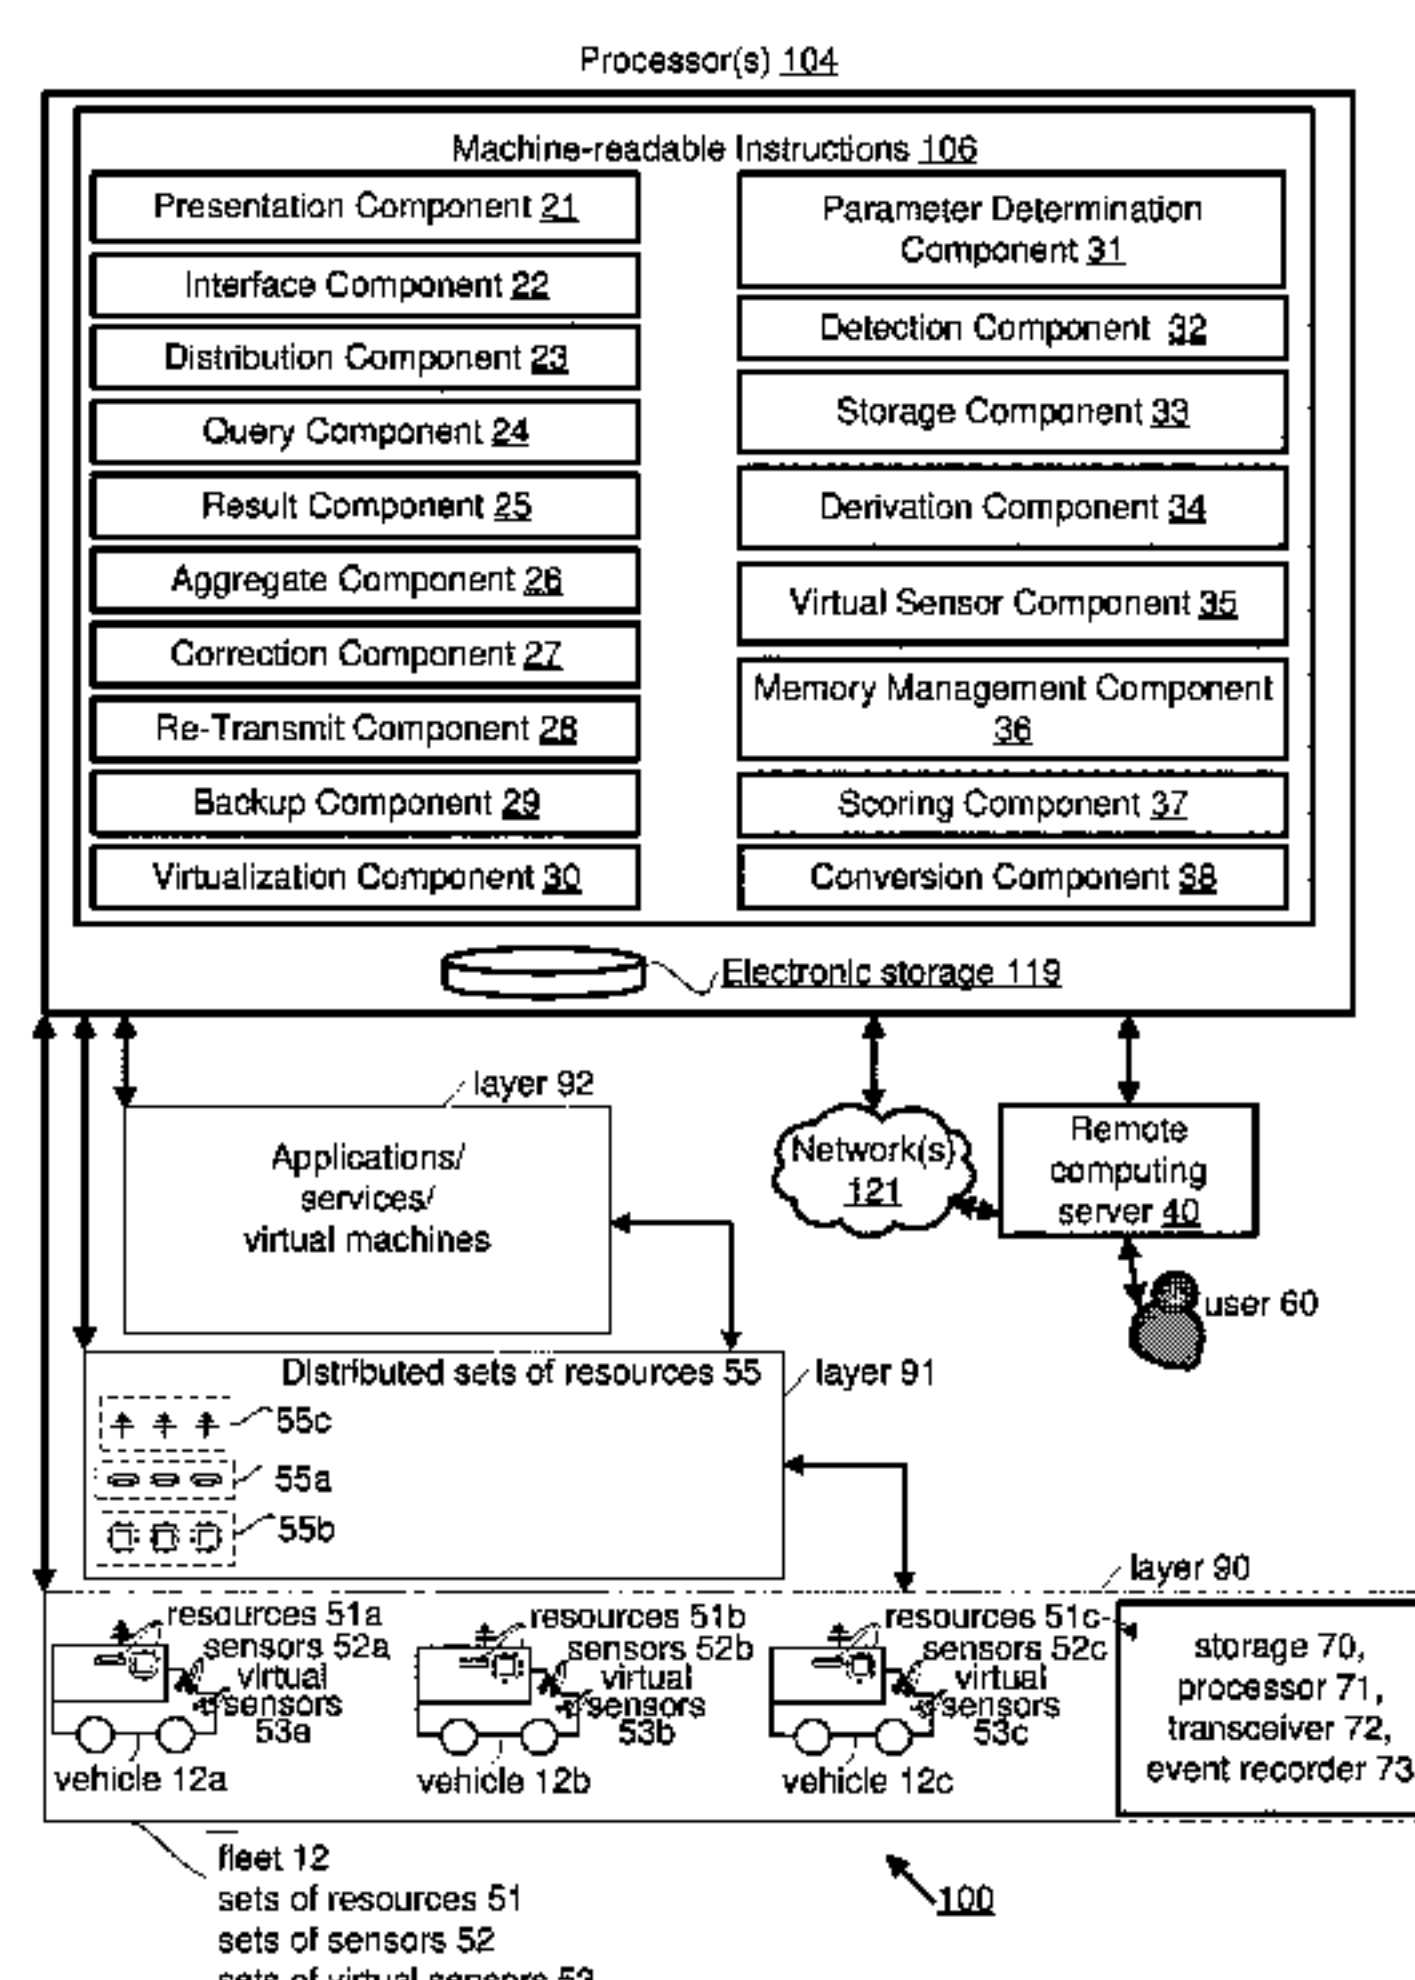 Processor(s) 104
Machine-readable Instructions 106
Presentation Component 21
Interface Component 22
Distribution Component 23
Query Component 24
Result Component 25
Aggregate Component 26
Correction Component 27
Re-Transmit Component 28
Backup Component 29
Virtualization Component 30
Parameter Determination
Component 31
Detection Component 32
Storage Component 33
Derivation Component 34
Virtual Sensor Component 35
Memory Management Component
36
Scoring Component 37
Conversion Component 38
Electronic storage 119
layer 92
Applications/
services/
virtual machines
Network(s)
121
Remote
computing
server 40
user 60
Distributed sets of resources 55
layer 91
55c
55a
55b
layer 90
resources 51a
sensors 52a
virtual
sensors
53a
vehicle 12a
resources 51b
sensors 52b
virtual
sensors
53b
vehicle 12b
resources 51c
sensors 52c
virtual
sensors
53c
vehicle 12c
storage 70,
processor 71,
transceiver 72,
event recorder 73
fleet 12
sets of resources 51
sets of sensors 52
sets of virtual sensors 53
100